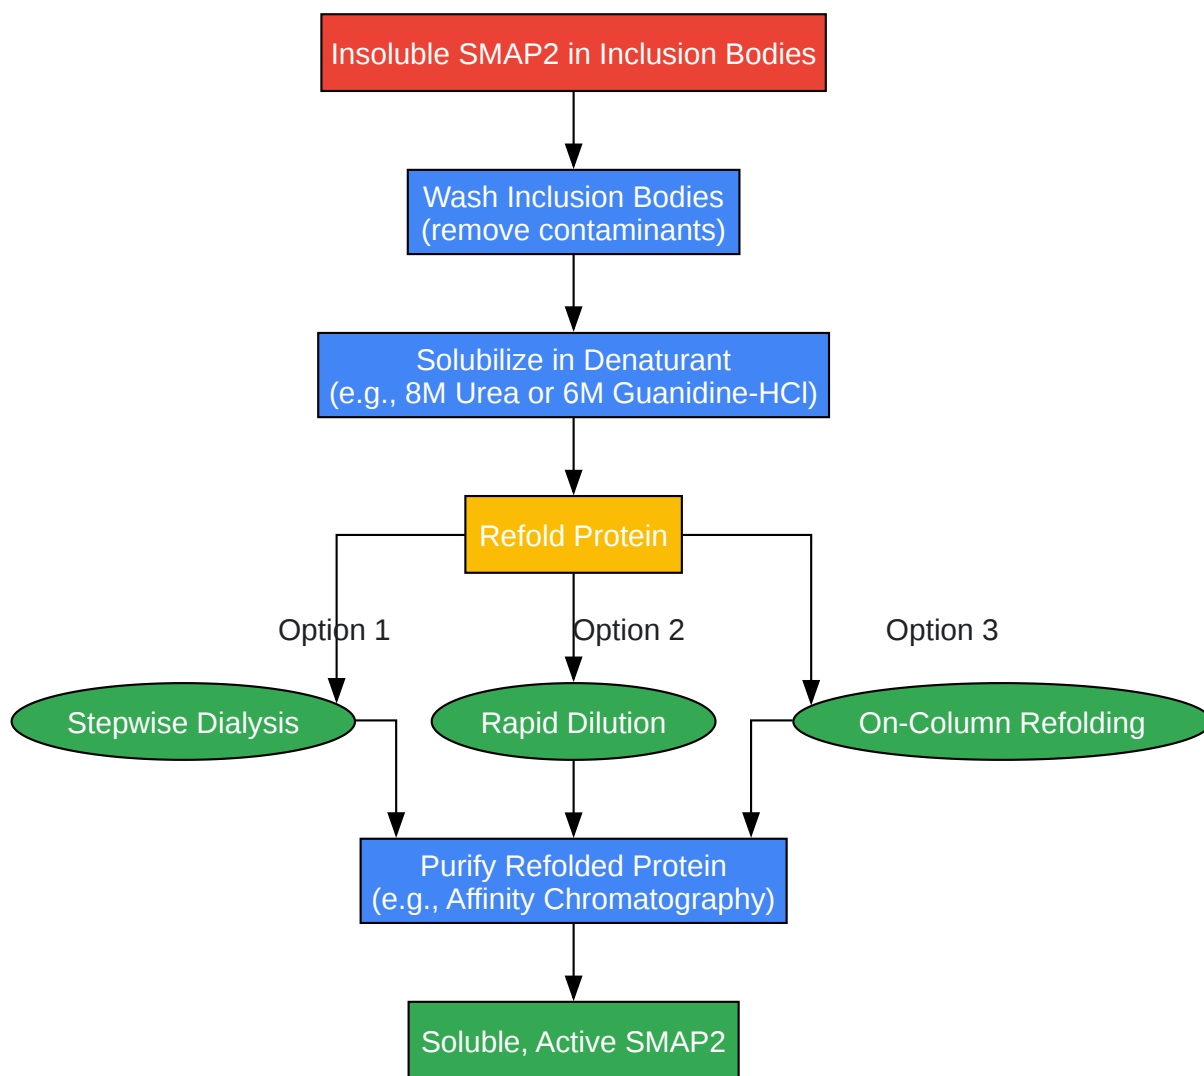 Insoluble SMAP2 in Inclusion Bodies
Wash Inclusion Bodies
(remove contaminants)
Solubilize in Denaturant
(e.g., 8M Urea or 6M Guanidine-HCl)
Refold Protein
Option 1
Option 2
Option 3
Stepwise Dialysis
Rapid Dilution
On-Column Refolding
Purify Refolded Protein
(e.g., Affinity Chromatography)
Soluble, Active SMAP2